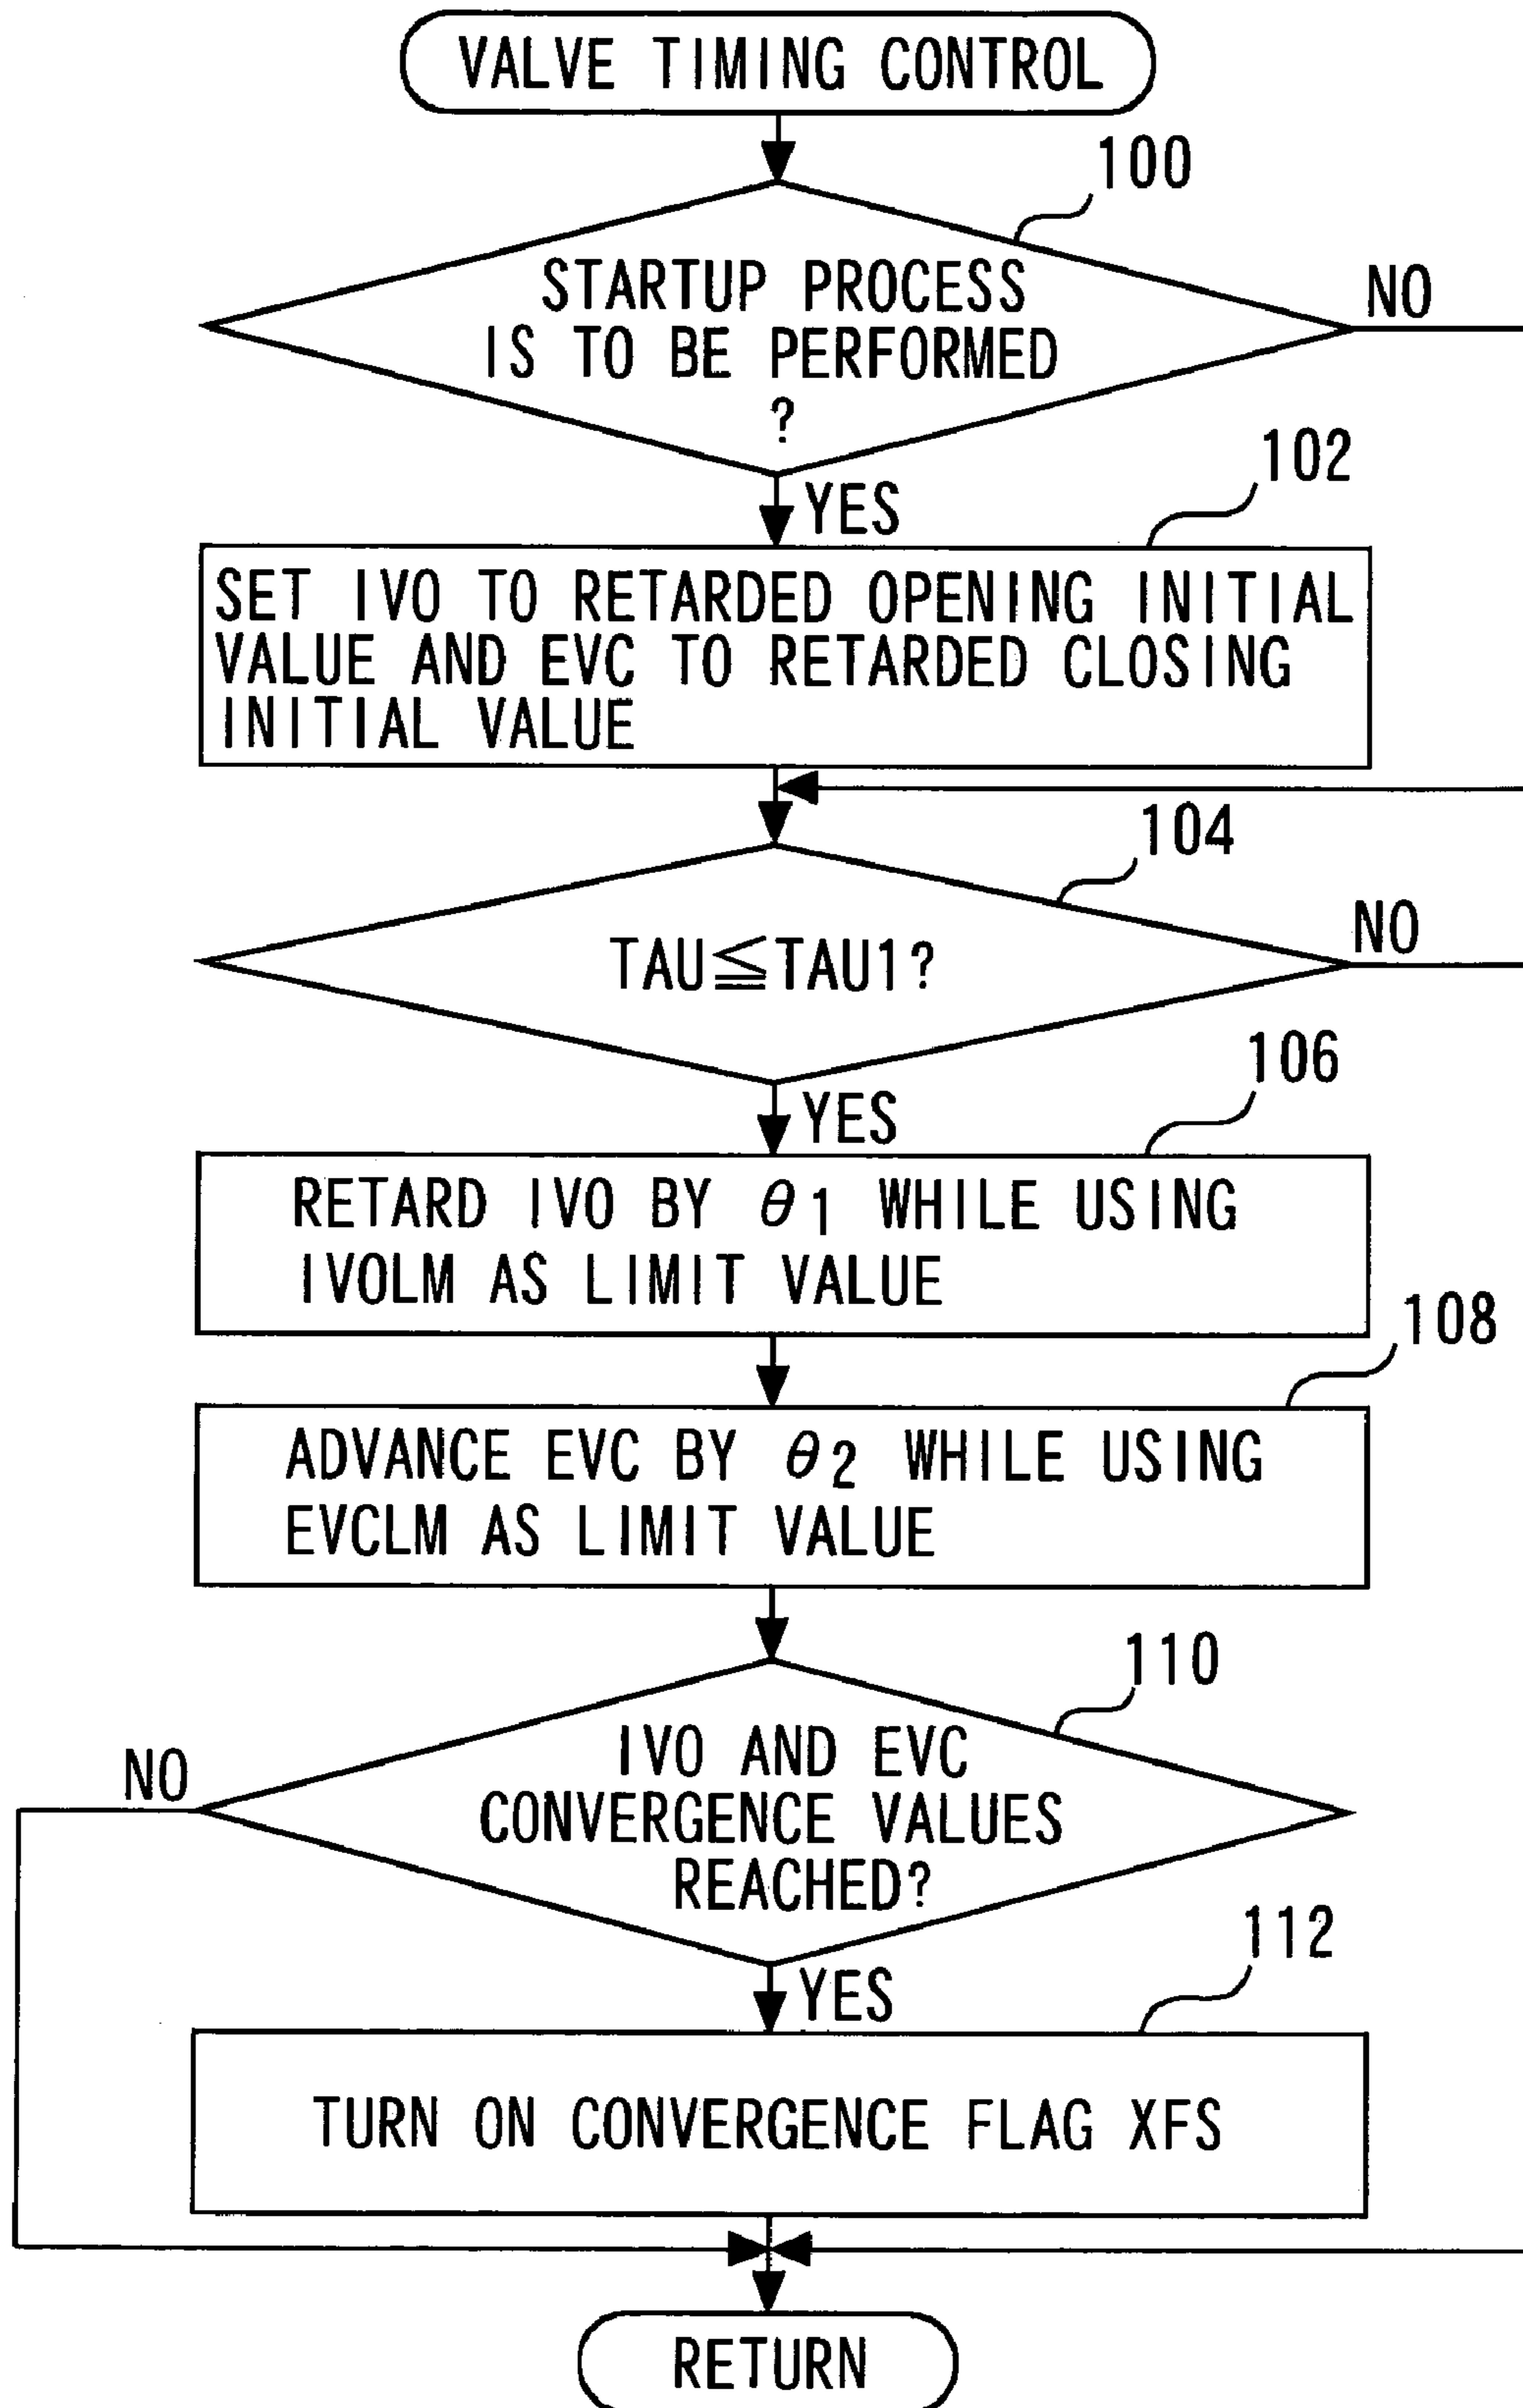 VALVE TIMING CONTROL
100
STARTUP PROCESS
IS TO BE PERFORMED
?
NO
YES
102
SET IVO TO RETARDED OPENING INITIAL
VALUE AND EVC TO RETARDED CLOSING
INITIAL VALUE
104
TAU≦TAU1?
NO
YES
106
RETARD IVO BY θ1 WHILE USING
IVOLM AS LIMIT VALUE
108
ADVANCE EVC BY θ2 WHILE USING
EVCLM AS LIMIT VALUE
110
IVO AND EVC
CONVERGENCE VALUES
REACHED?
NO
YES
112
TURN ON CONVERGENCE FLAG XFS
RETURN